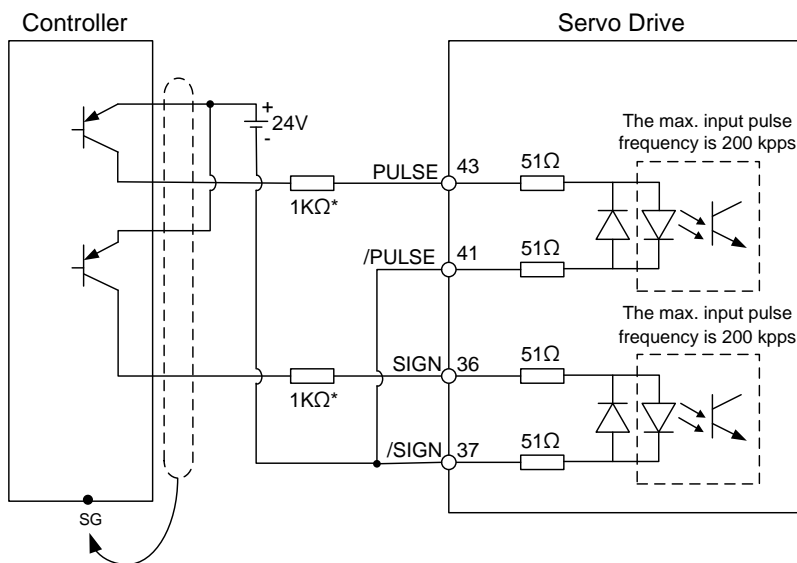 Controller
Servo Drive
+
24V
-
The max. input pulse
frequency is 200 kpps
PULSE
43
51Ω
1KΩ*
/PULSE
41
51Ω
The max. input pulse
frequency is 200 kpps
SIGN
36
51Ω
1KΩ*
/SIGN
37
51Ω
SG